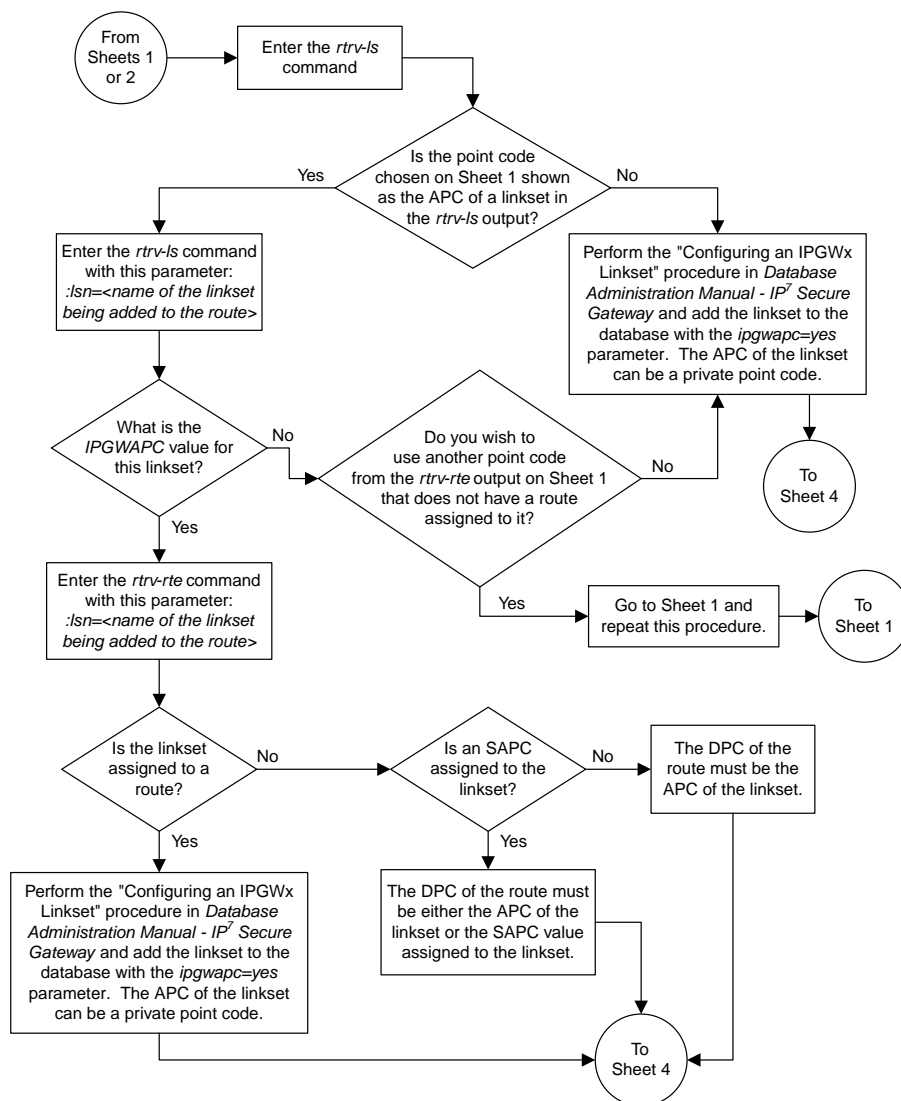 From
Sheets 1
or 2
Enter the rtrv-ls
command
Is the point code
chosen on Sheet 1 shown
as the APC of a linkset in
the rtrv-ls output?
Yes
No
Enter the rtrv-ls command
with this parameter:
:lsn=<name of the linkset
being added to the route>
Perform the "Configuring an IPGWx
Linkset" procedure in Database
Administration Manual - IP7 Secure
Gateway and add the linkset to the
database with the ipgwapc=yes
parameter. The APC of the linkset
can be a private point code.
What is the
IPGWAPC value for
this linkset?
No
Do you wish to
use another point code
from the rtrv-rte output on Sheet 1
that does not have a route
assigned to it?
No
To
Sheet 4
Yes
Enter the rtrv-rte command
with this parameter:
:lsn=<name of the linkset
being added to the route>
Yes
Go to Sheet 1 and
repeat this procedure.
To
Sheet 1
Is the linkset
assigned to a
route?
No
Is an SAPC
assigned to the
linkset?
No
The DPC of the
route must be the
APC of the linkset.
Yes
Yes
Perform the "Configuring an IPGWx
Linkset" procedure in Database
Administration Manual - IP7 Secure
Gateway and add the linkset to the
database with the ipgwapc=yes
parameter. The APC of the linkset
can be a private point code.
The DPC of the route must
be either the APC of the
linkset or the SAPC value
assigned to the linkset.
To
Sheet 4